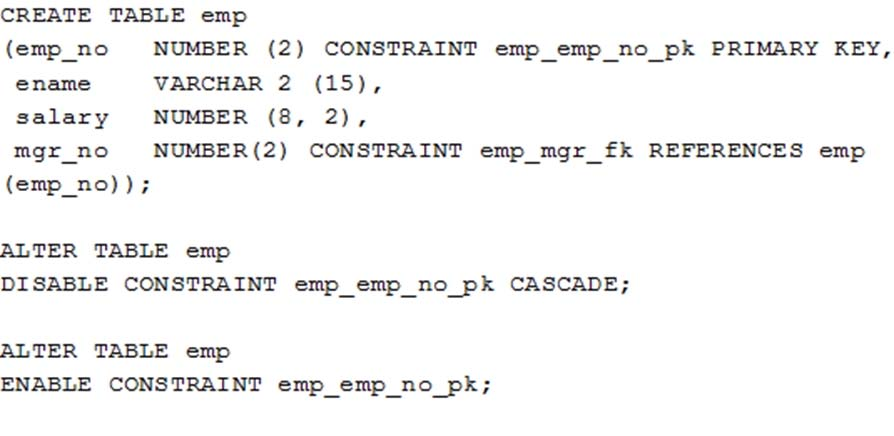 CREATE TABLE emp
(emp_no NUMBER (2) CONSTRAINT emp_emp_no_pk PRIMARY KEY,
ename VARCHAR 2 (15),
salary NUMBER (8, 2),
mgr_no NUMBER(2) CONSTRAINT emp_mgr_fk REFERENCES emp
(emp_no));
ALTER TABLE emp
DISABLE CONSTRAINT emp_emp_no_pk CASCADE;
ALTER TABLE emp
ENABLE CONSTRAINT emp_emp_no_pk;